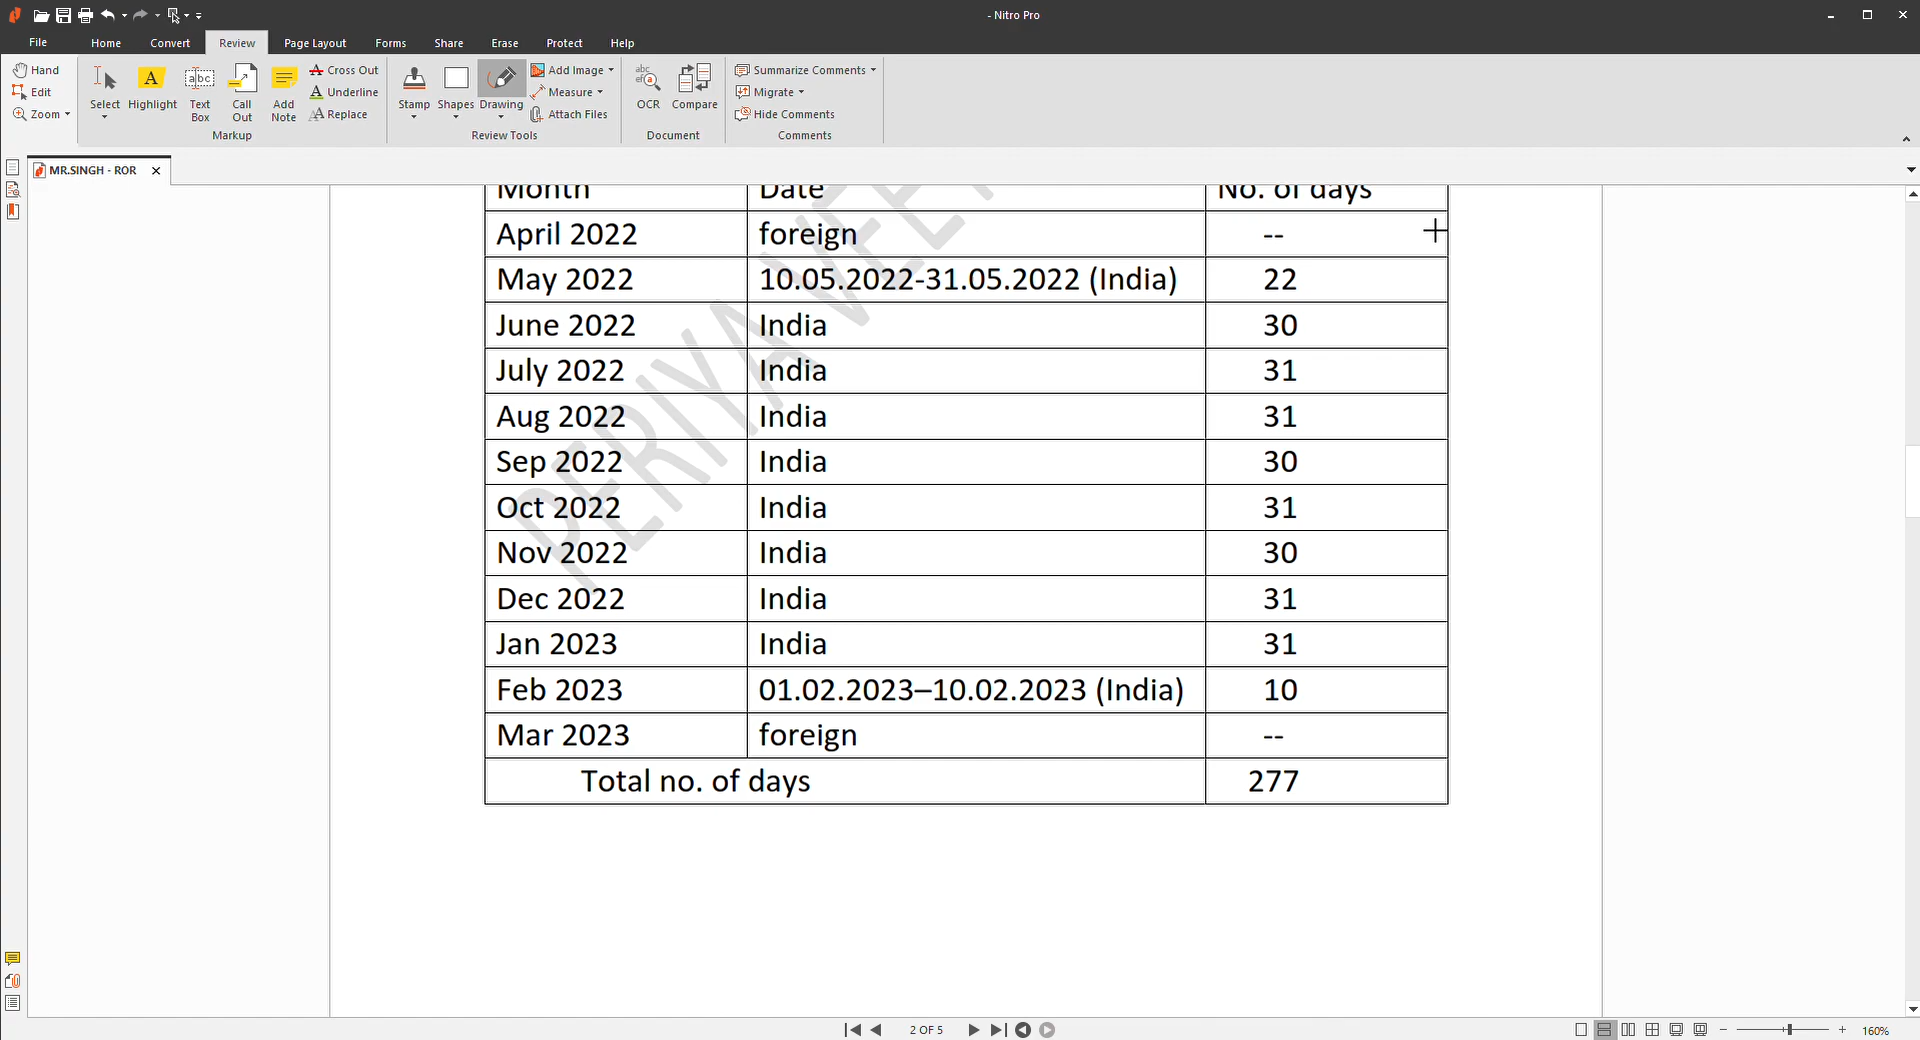 - Nitro Pro
File Home Convert Review Page Layout Forms Share Erase Protect Help
Hand
Edit
Zoom
Select
Highlight
Text Box
Call Out
Add Note
Cross Out
Underline
Replace
Markup
Stamp
Shapes
Drawing
Add Image
Measure
Attach Files
Review Tools
OCR
Compare
Document
Summarize Comments
Migrate
Hide Comments
Comments
MR.SINGH - ROR
Month Date No. of days
April 2022 foreign --
May 2022 10.05.2022-31.05.2022 (India) 22
June 2022 India 30
July 2022 India 31
Aug 2022 India 31
Sep 2022 India 30
Oct 2022 India 31
Nov 2022 India 30
Dec 2022 India 31
Jan 2023 India 31
Feb 2023 01.02.2023–10.02.2023 (India) 10
Mar 2023 foreign --
Total no. of days 277
2 OF 5
160%